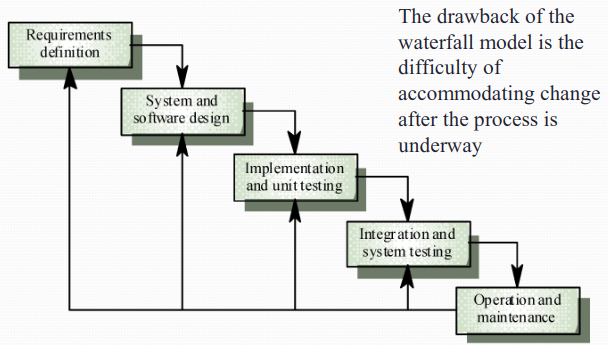 The drawback of the
waterfall model is the
difficulty of
accommodating change
after the process is
underway
Requirements
definition
System and
software design
Implementation
and unit testing
Integration and
system testing
Operation and
maintenance